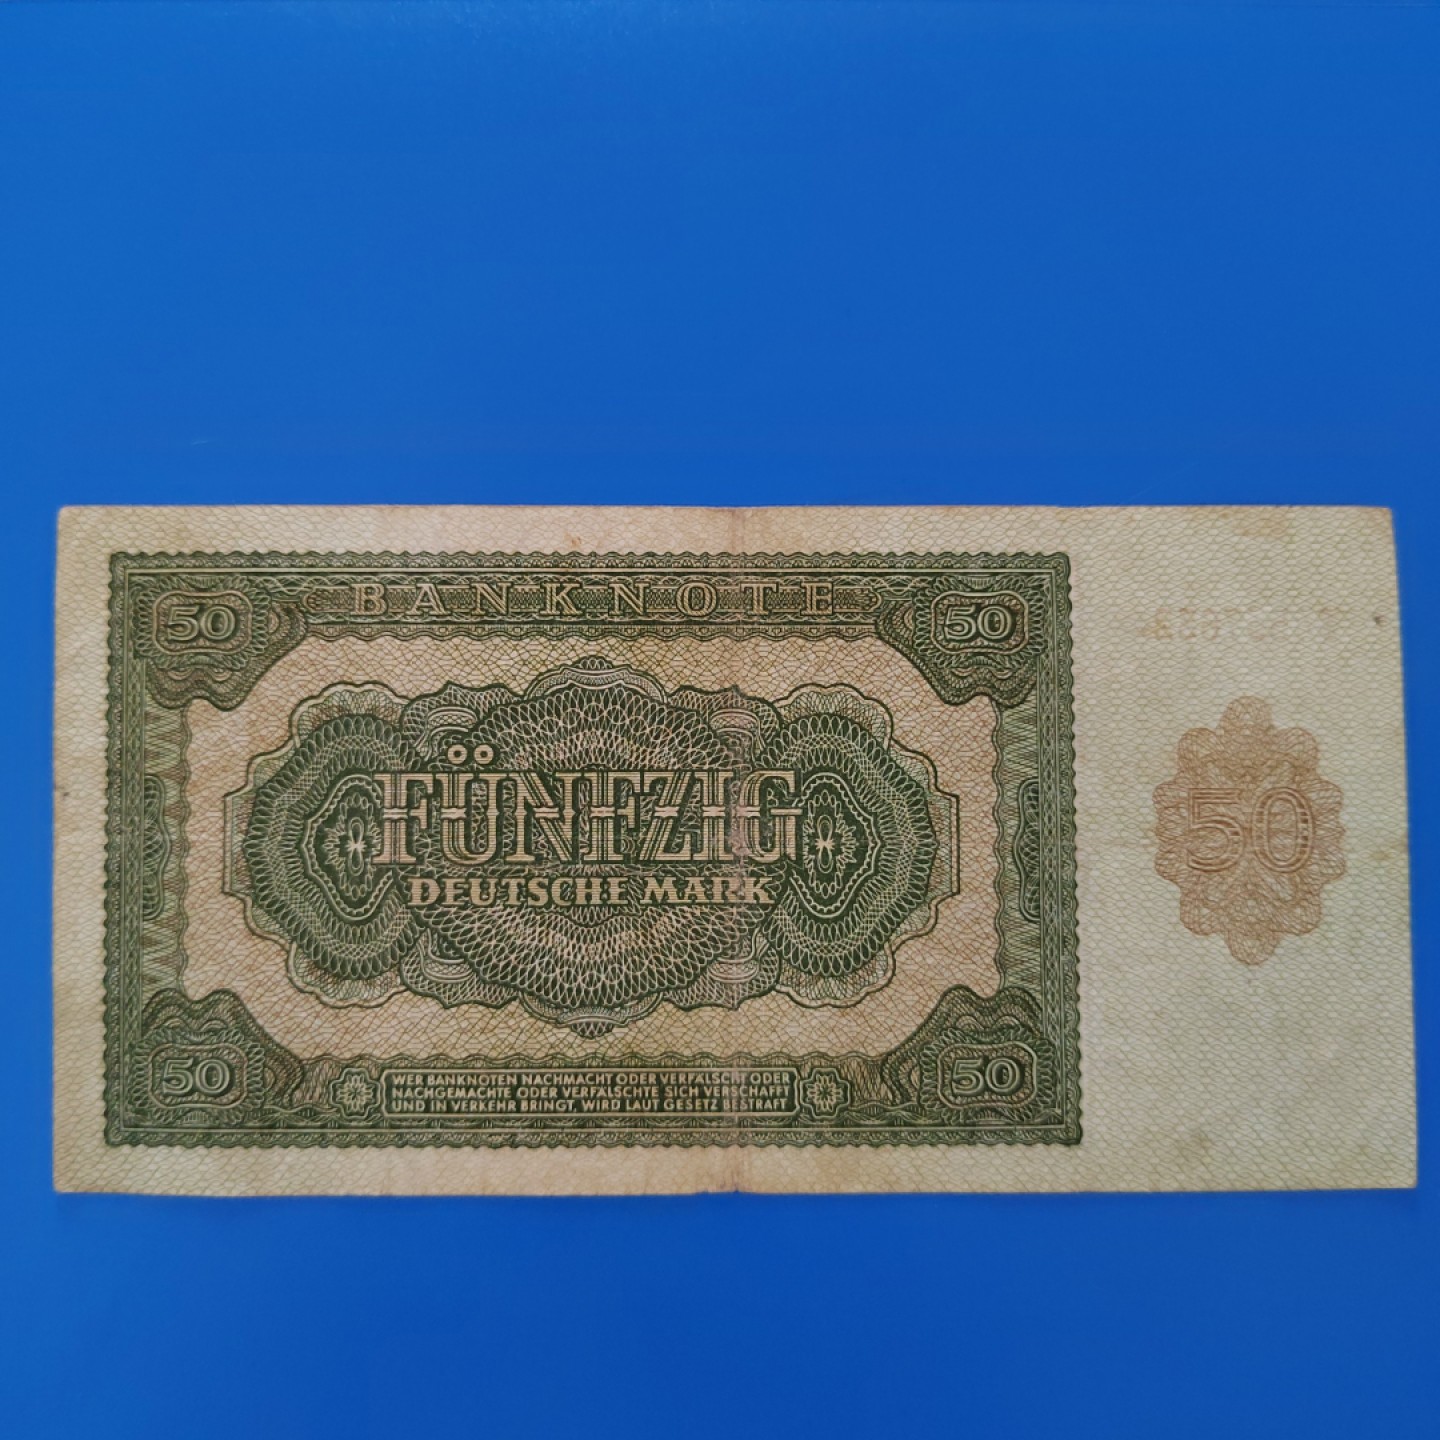 50 BANKNOTE 50
FÜNFZIG
DEUTSCHE MARK
50
50 WER BANKNOTEN NACHMACHT ODER VERFÄLSCHT ODER 50
NACHGEMACHTE ODER VERFÄLSCHTE SICH VERSCHAFFT
UND IN VERKEHR BRINGT, WIRD LAUT GESETZ BESTRAFT